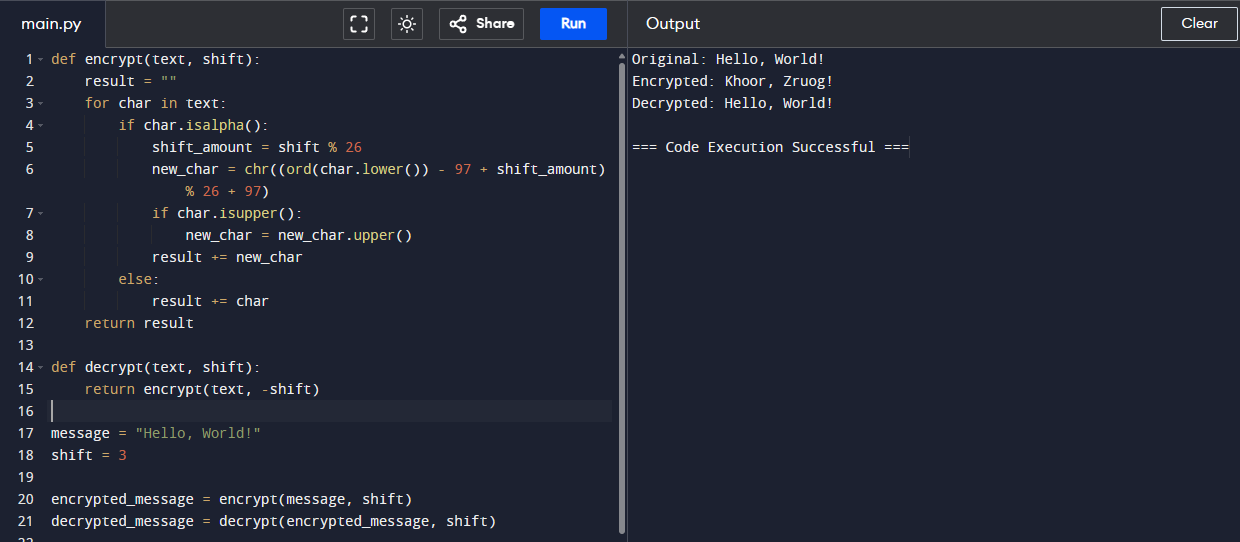 main.py
Share
Run
Output
Clear
1 def encrypt(text, shift):
2     result = ""
3     for char in text:
4         if char.isalpha():
5             shift_amount = shift % 26
6             new_char = chr((ord(char.lower()) - 97 + shift_amount)
                % 26 + 97)
7             if char.isupper():
8                 new_char = new_char.upper()
9             result += new_char
10         else:
11             result += char
12     return result
13
14 def decrypt(text, shift):
15     return encrypt(text, -shift)
16
17 message = "Hello, World!"
18 shift = 3
19
20 encrypted_message = encrypt(message, shift)
21 decrypted_message = decrypt(encrypted_message, shift)
Original: Hello, World!
Encrypted: Khoor, Zruog!
Decrypted: Hello, World!
=== Code Execution Successful ===